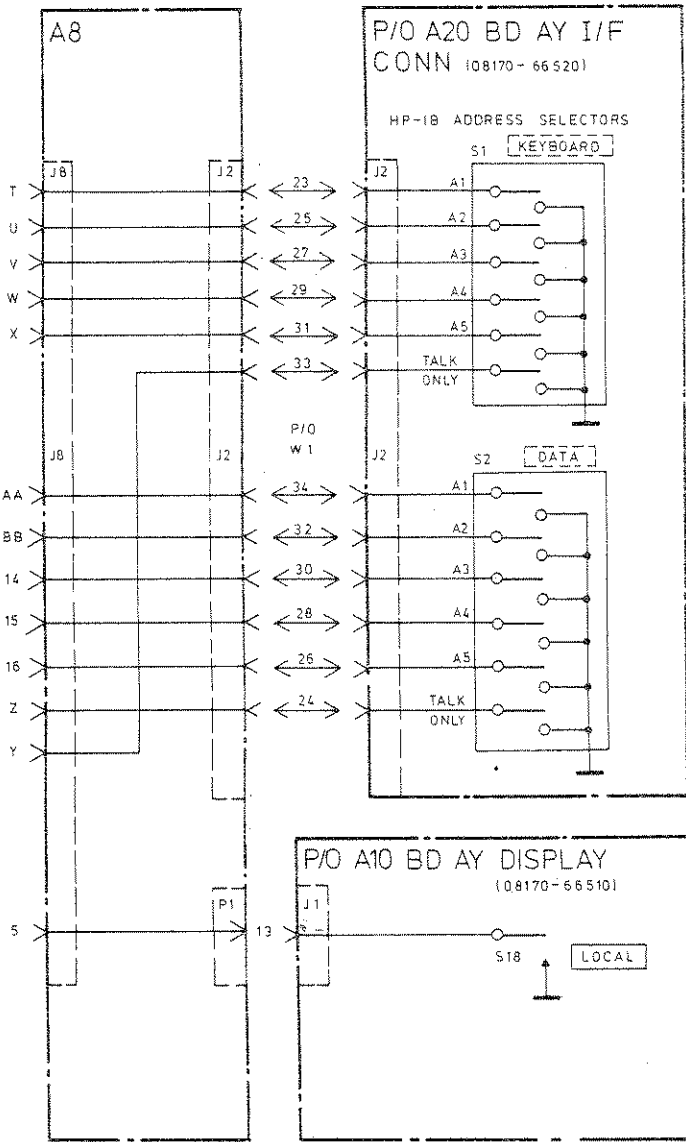 A8
P/O A20 BD AY I/F
CONN (08170-66520)
HP-IB ADDRESS SELECTORS
S1 KEYBOARD
J8 J2 J2
T 23 A1
U 25 A2
V 27 A3
W 29 A4
X 31 A5
33 TALK
ONLY
P/O
W1
J8 J2 J2 S2 DATA
AA 34 A1
BB 32 A2
14 30 A3
15 28 A4
16 26 A5
Z 24 TALK
ONLY
Y
P/O A10 BD AY DISPLAY
(08170-66510)
P1 J1
5 13
S18 LOCAL